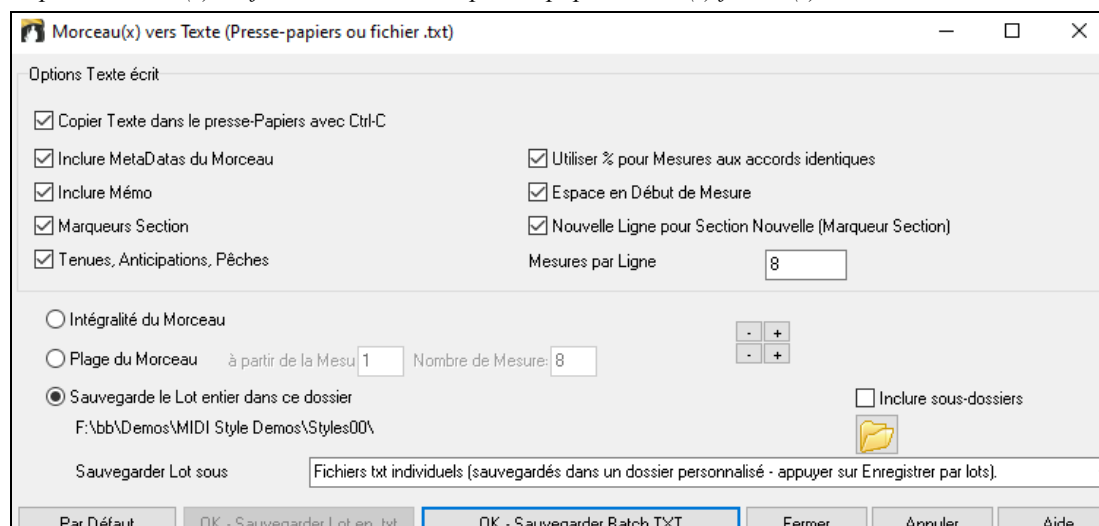 Morceau(x) vers Texte (Presse-papiers ou fichier .txt)
Options Texte écrit
Copier Texte dans le presse-Papiers avec Ctrl-C
Inclure MetaDatas du Morceau
Utiliser % pour Mesures aux accords identiques
Inclure Mémo
Espace en Début de Mesure
Marqueurs Section
Nouvelle Ligne pour Section Nouvelle (Marqueur Section)
Tenues, Anticipations, Pêches
Mesures par Ligne 8
Intégralité du Morceau
- +
Plage du Morceau à partir de la Mesu 1 Nombre de Mesure: 8
- +
Sauvegarde le Lot entier dans ce dossier
Inclure sous-dossiers
F:\bb\Demos\MIDI Style Demos\Styles00\
Sauvegarder Lot sous Fichiers txt individuels (sauvegardés dans un dossier personnalisé - appuyer sur Enregistrer par lots).
Par Défaut OK - Sauvegarder Lot en .txt OK - Sauvegarder Batch TXT Fermer Annuler Aide